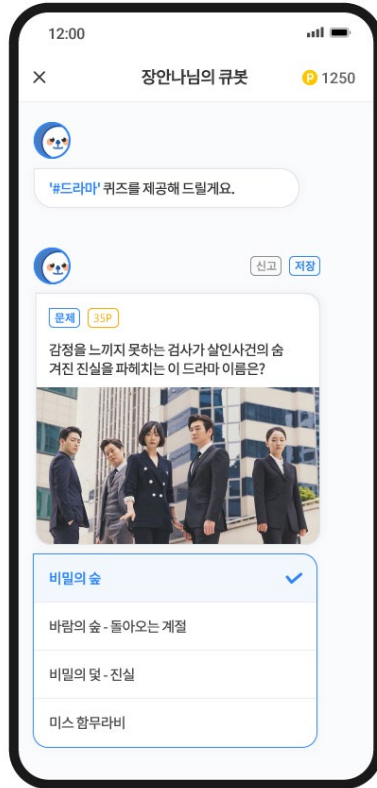 12:00
장안나님의 큐봇
P 1250
'#드라마' 퀴즈를 제공해 드릴게요.
신고 저장
문제 35P
감정을 느끼지 못하는 검사가 살인사건의 숨
겨진 진실을 파헤치는 이 드라마 이름은?
비밀의 숲
바람의 숲 - 돌아오는 계절
비밀의 덫 - 진실
미스 함무라비